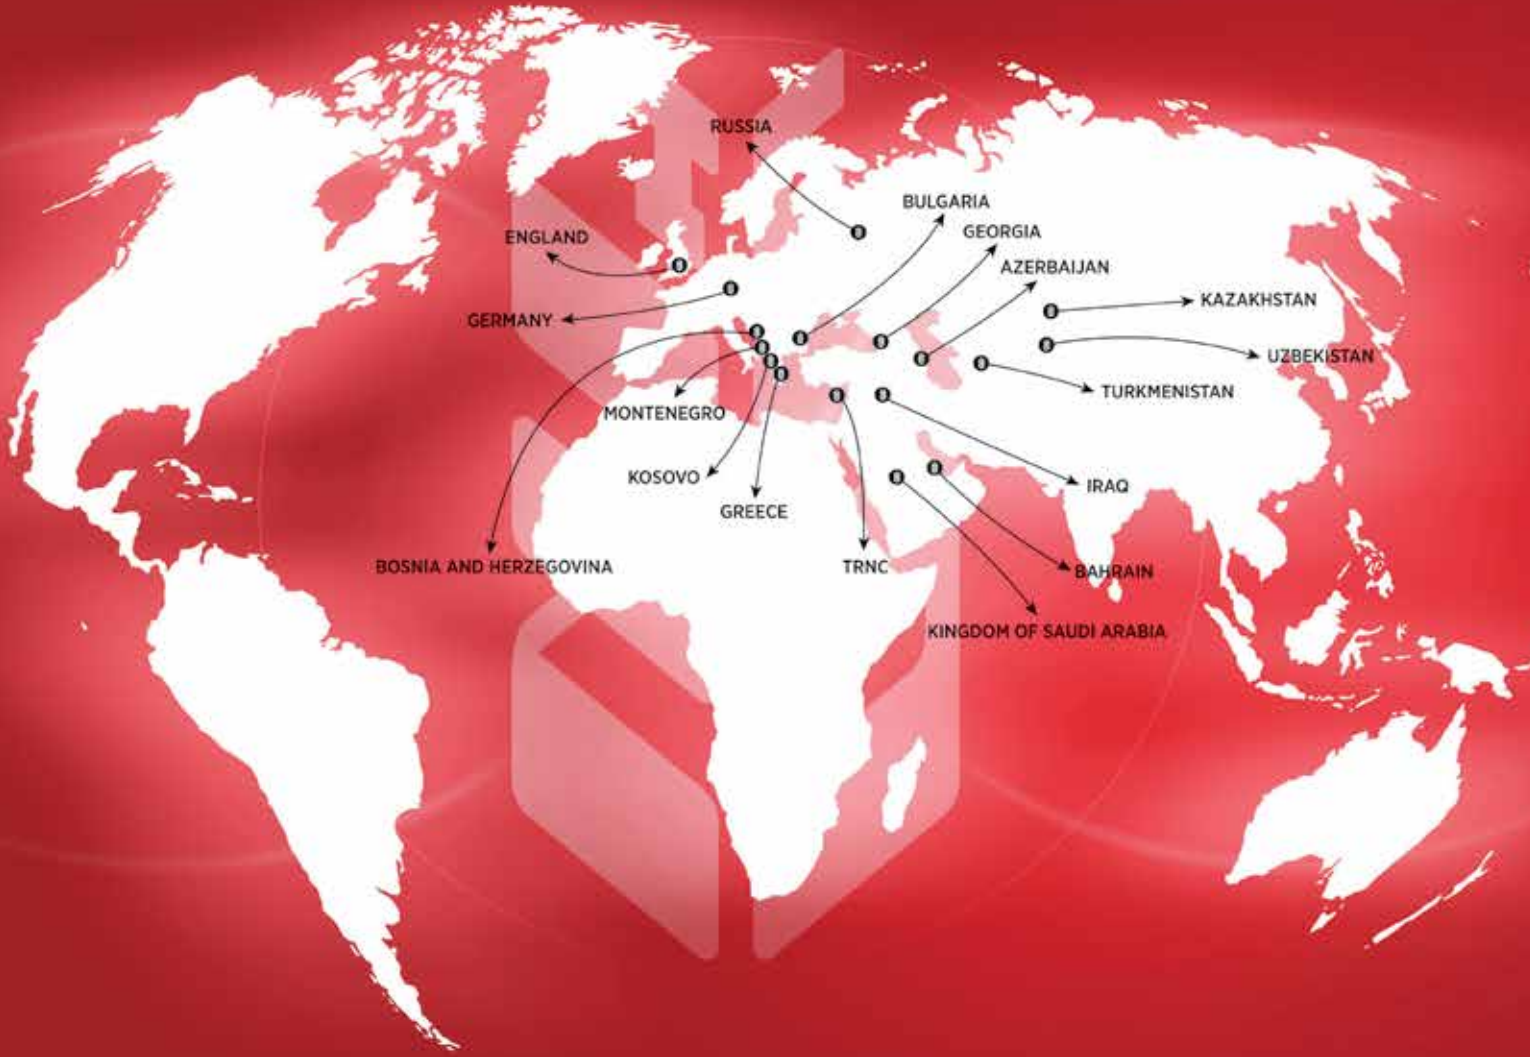 RUSSIA
BULGARIA
GEORGIA
ENGLAND
AZERBAIJAN
KAZAKHSTAN
GERMANY
UZBEKISTAN
TURKMENISTAN
MONTENEGRO
KOSOVO
IRAQ
GREECE
BOSNIA AND HERZEGOVINA
TRNC
BAHRAIN
KINGDOM OF SAUDI ARABIA